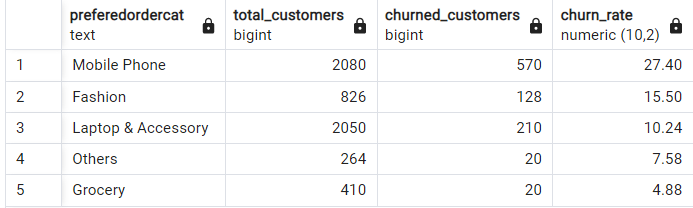 preferedordercat total_customers churned_customers churn_rate
text bigint bigint numeric (10,2)
1 Mobile Phone 2080 570 27.40
2 Fashion 826 128 15.50
3 Laptop & Accessory 2050 210 10.24
4 Others 264 20 7.58
5 Grocery 410 20 4.88